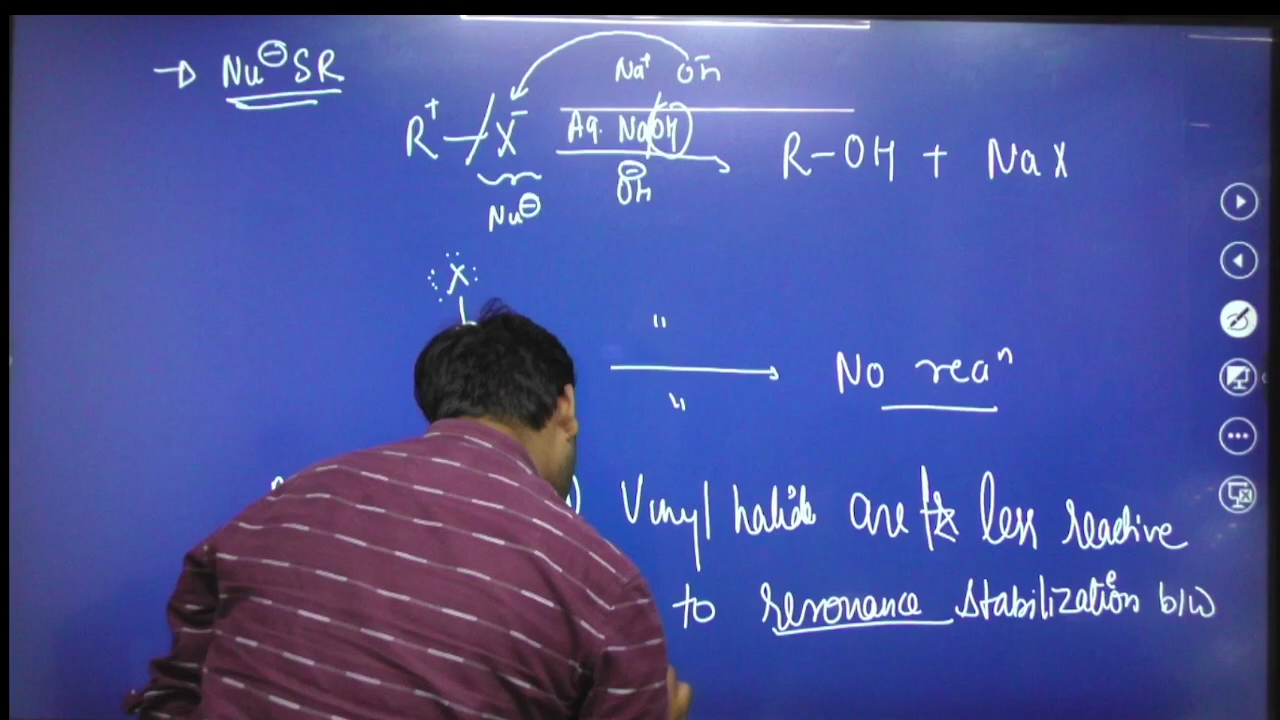 → Nu⊖SR
Na⁺ OH⁻
R⁺–X⁻ Aq. NaOH R–OH + NaX
Nu⊖ OH⊖
X
"
No reaⁿ
"
Vinyl halide are less reactive
to resonance stabilization b/w